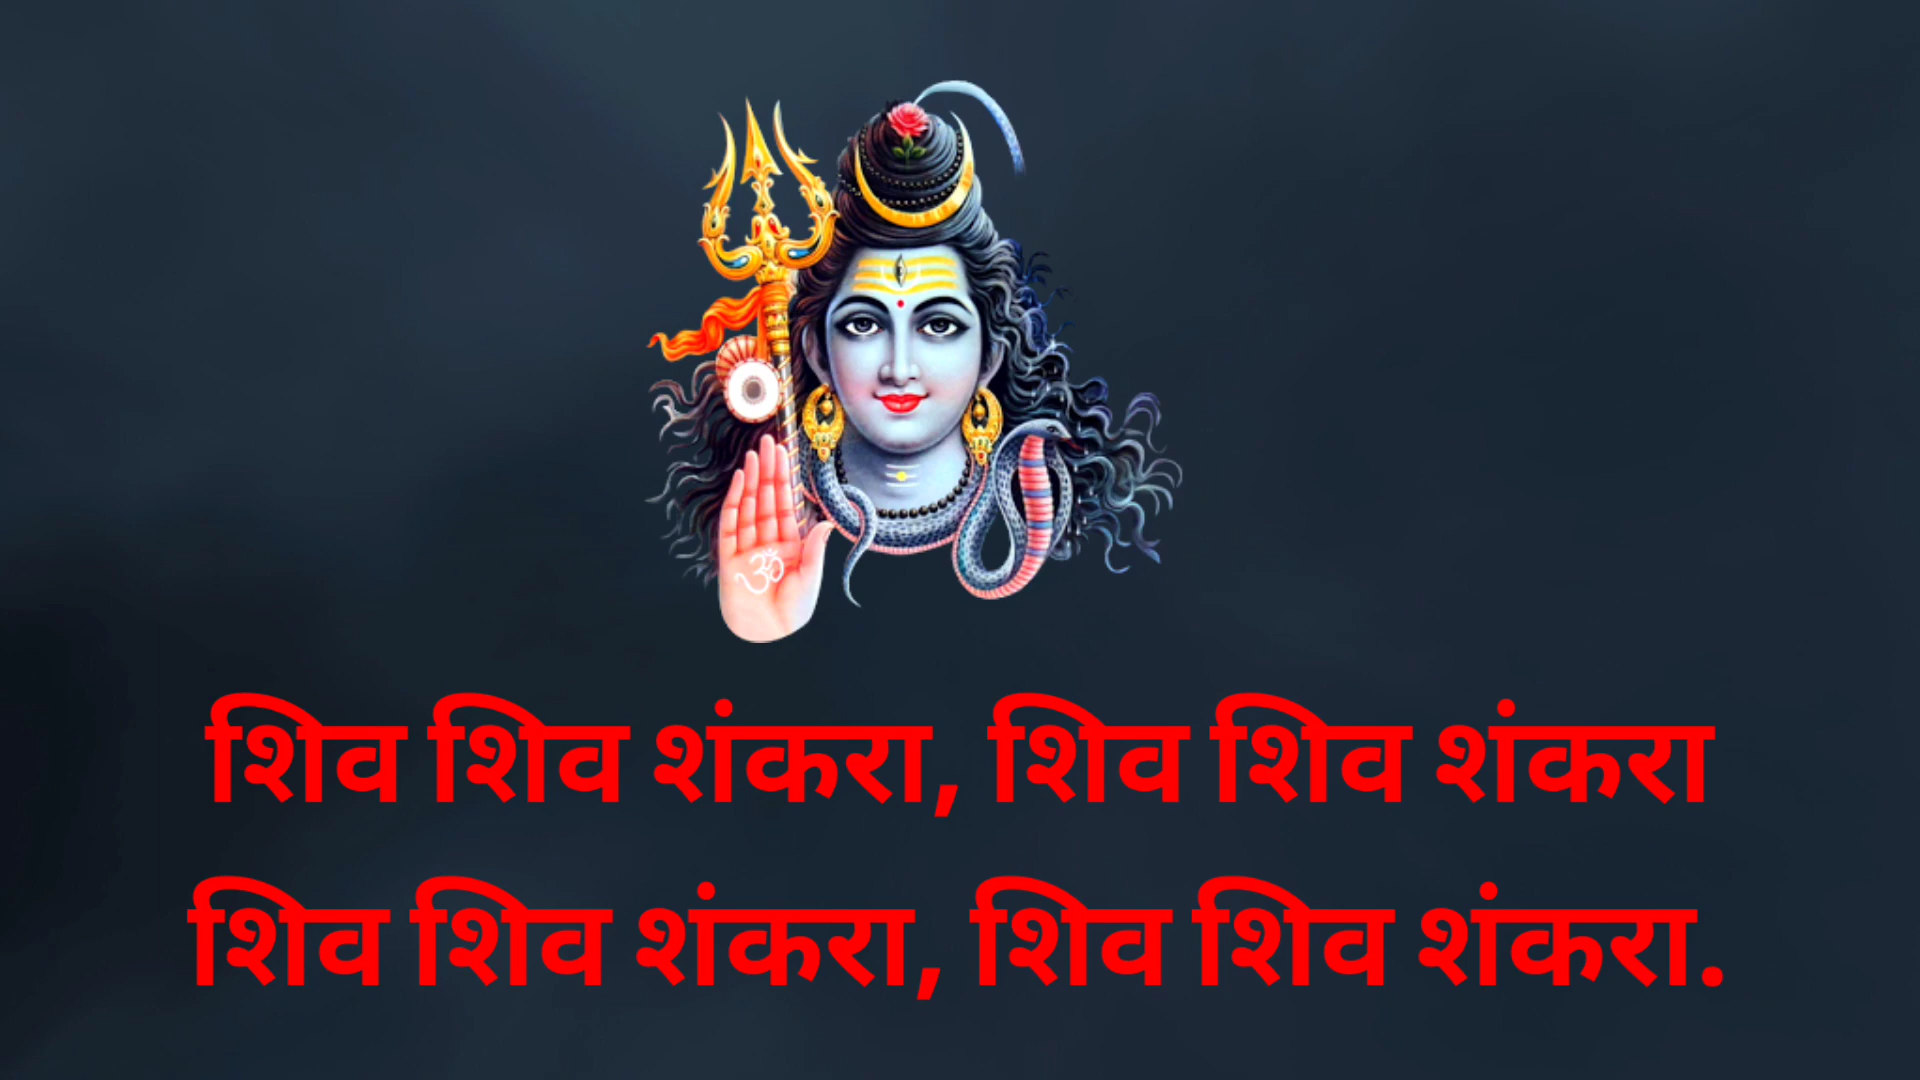 ॐ
शिव शिव शंकरा, शिव शिव शंकरा
शिव शिव शंकरा, शिव शिव शंकरा.